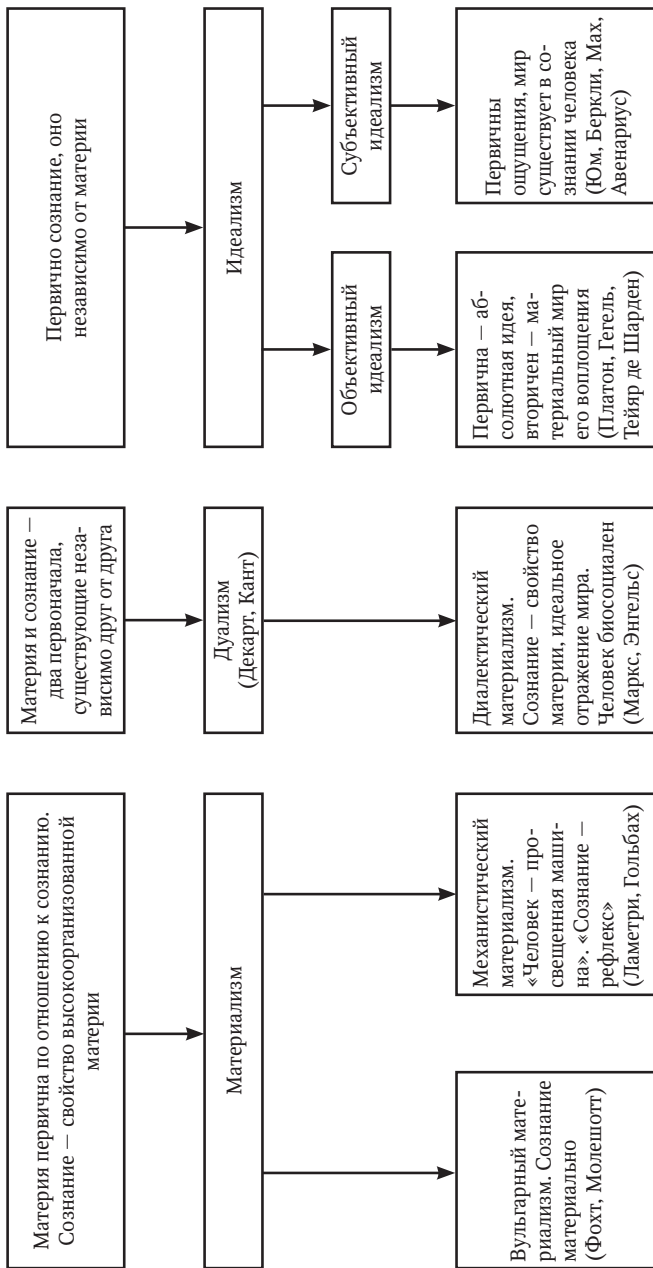 Материя первична по отношению к сознанию.
Сознание — свойство высокоорганизованной
материи
Материя и сознание —
два первоначала,
существующие неза-
висимо друг от друга
Первично сознание, оно
независимо от материи
Материализм
Дуализм
(Декарт, Кант)
Идеализм
Объективный
идеализм
Субъективный
идеализм
Вульгарный мате-
риализм. Сознание
материально
(Фохт, Молешотт)
Механистический
материализм.
«Человек — про-
свещенная маши-
на». «Сознание —
рефлекс»
(Ламетри, Гольбах)
Диалектический
материализм.
Сознание — свойство
материи, идеальное
отражение мира.
Человек биосоциален
(Маркс, Энгельс)
Первична — аб-
солютная идея,
вторичен — ма-
териальный мир
его воплощения
(Платон, Гегель,
Тейяр де Шарден)
Первичны
ощущения, мир
существует в со-
знании человека
(Юм, Беркли, Мах,
Авенариус)